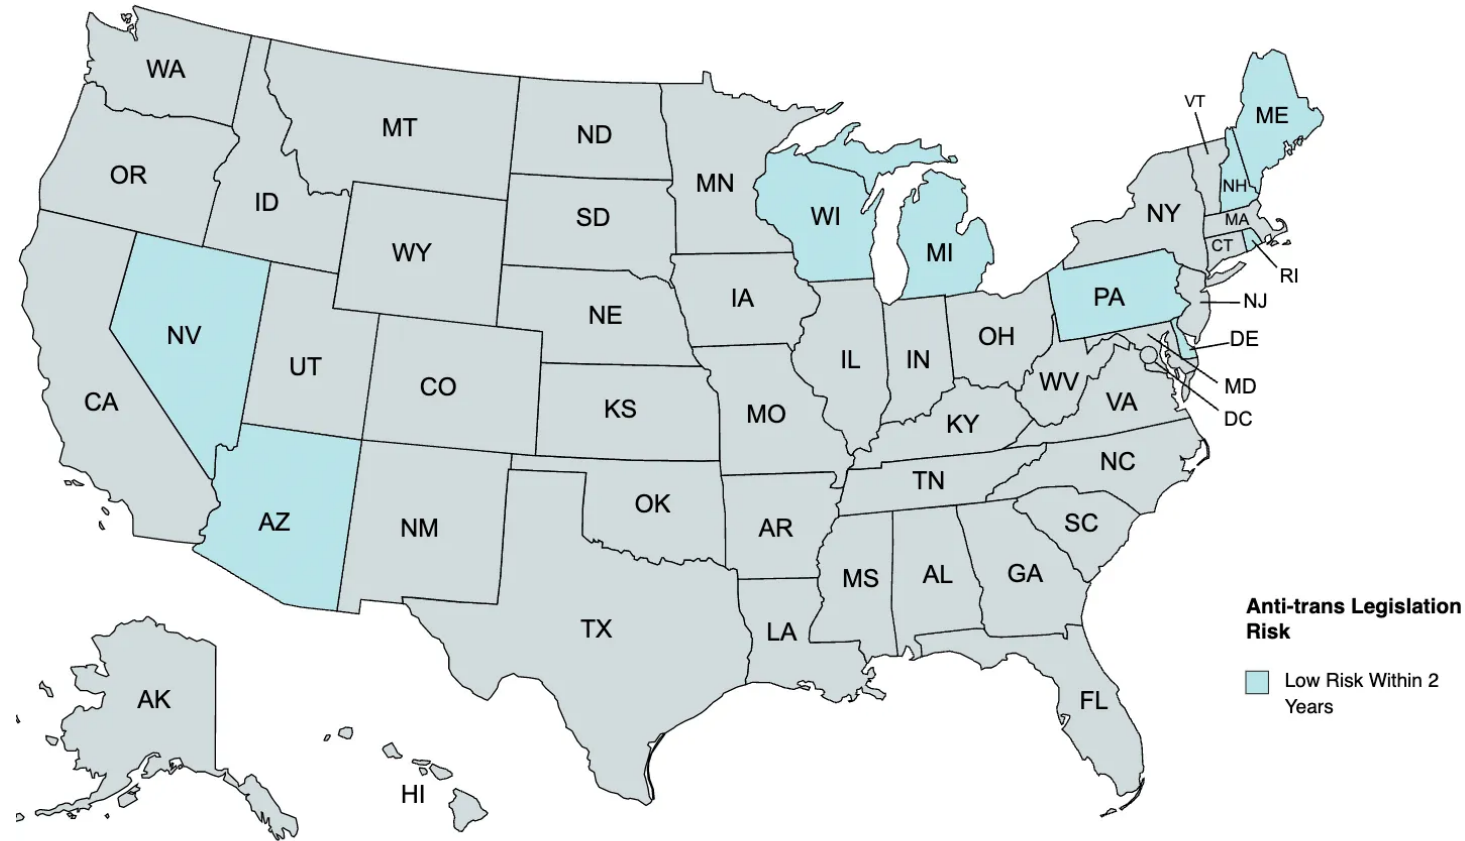 WA
MT
ND
MN
VT
ME
OR
ID
SD
WI
NH
NY
MA
WY
MI
CT
RI
NV
NE
IA
PA
NJ
UT
CO
IL
IN
OH
DE
CA
KS
MO
WV
VA
MD
KY
DC
AZ
NM
OK
TN
NC
AR
SC
MS
AL
GA
TX
LA
Anti-trans Legislation
Risk
Low Risk Within 2
Years
AK
FL
HI